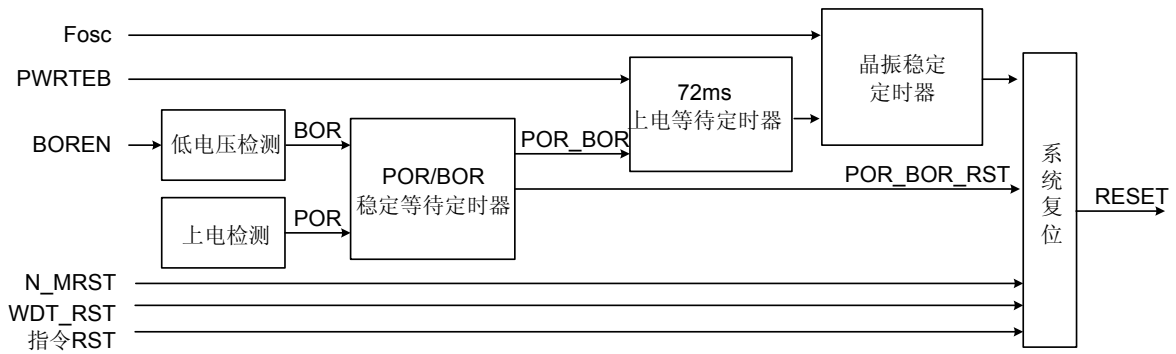 Fosc
PWRTEB
BOREN
低电压检测
BOR
上电检测
POR
POR/BOR
稳定等待定时器
POR_BOR
72ms
上电等待定时器
晶振稳定
定时器
POR_BOR_RST
系
统
复
位
RESET
N_MRST
WDT_RST
指令RST